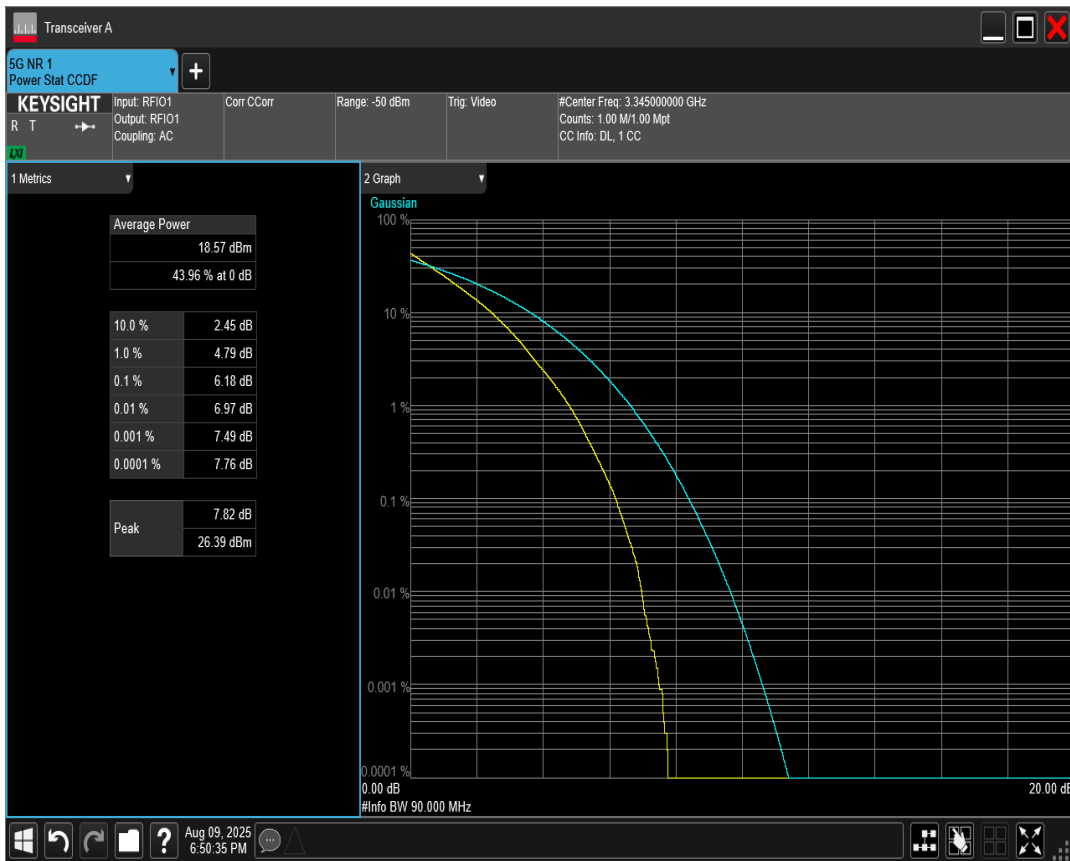 Transceiver A
5G NR 1
Power Stat CCDF
+
KEYSIGHT
R T
LXI
Input: RFIO1
Output: RFIO1
Coupling: AC
Corr CCorr
Range: -50 dBm
Trig: Video
#Center Freq: 3.345000000 GHz
Counts: 1.00 M/1.00 Mpt
CC Info: DL, 1 CC
1 Metrics
Average Power
18.57 dBm
43.96 % at 0 dB
10.0 % 2.45 dB
1.0 % 4.79 dB
0.1 % 6.18 dB
0.01 % 6.97 dB
0.001 % 7.49 dB
0.0001 % 7.76 dB
Peak
7.82 dB
26.39 dBm
2 Graph
Gaussian
100 %
10 %
1 %
0.1 %
0.01 %
0.001 %
0.0001 %
0.00 dB 20.00 dB
#Info BW 90.000 MHz
?
Aug 09, 2025
6:50:35 PM